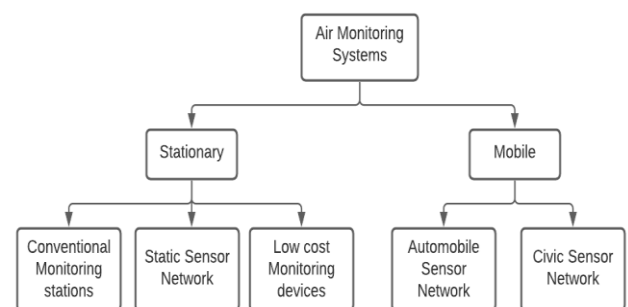 Air Monitoring
Systems
Stationary
Mobile
Conventional
Monitoring
stations
Static Sensor
Network
Low cost
Monitoring
devices
Automobile
Sensor
Network
Civic Sensor
Network